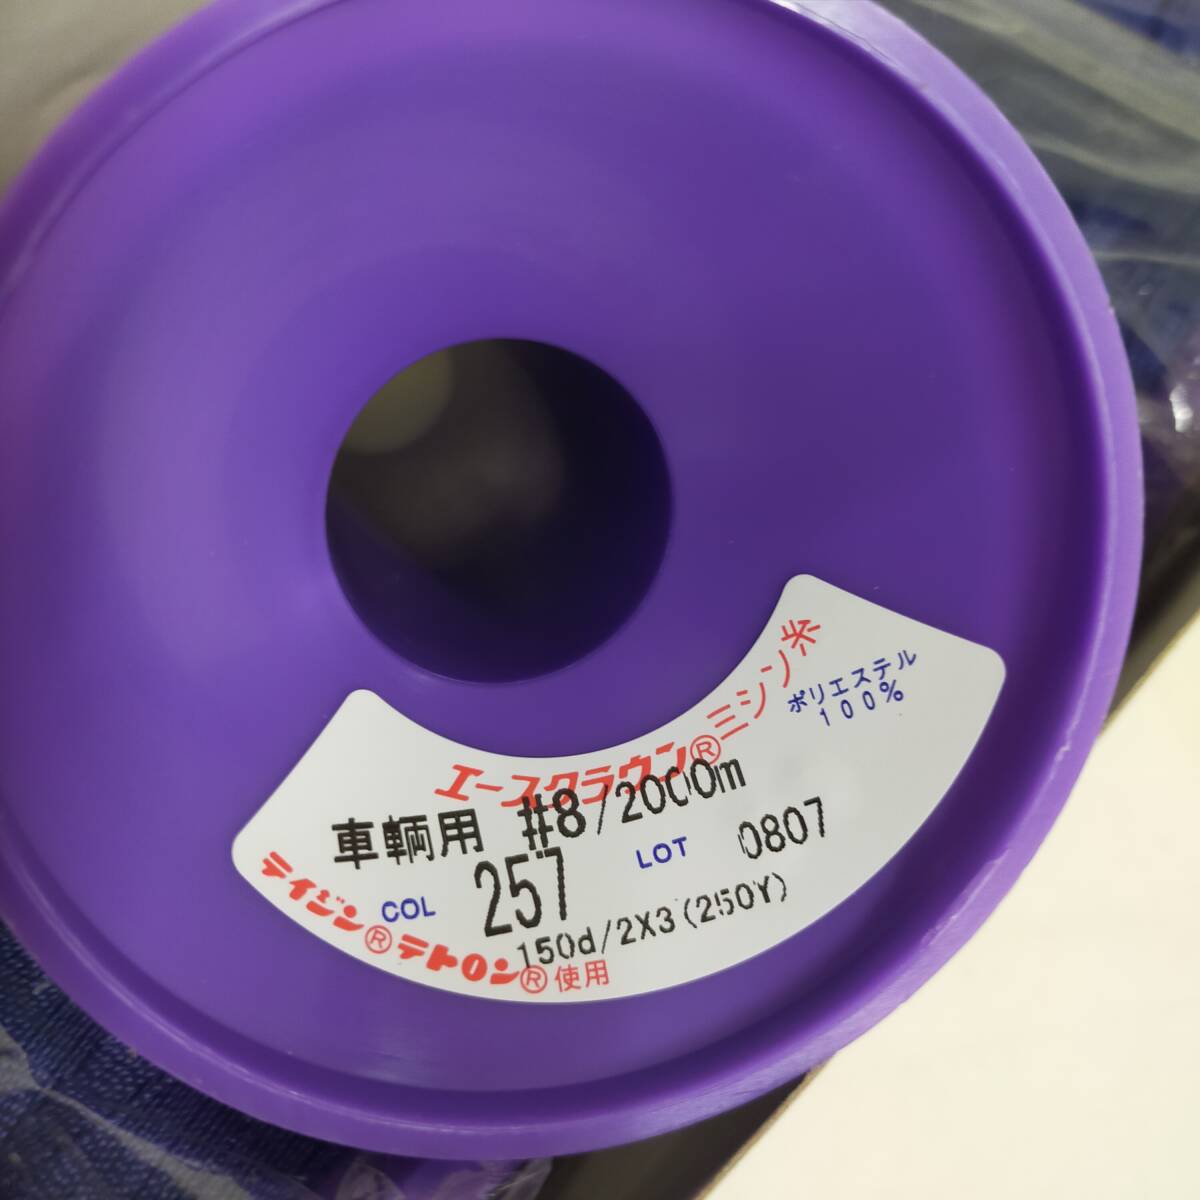 エースクラウン®ミシン糸
ポリエステル
100%
車輌用 #8/2000m
COL 257 LOT 0807
150d/2X3(250Y)
テイジン®テトロン®使用